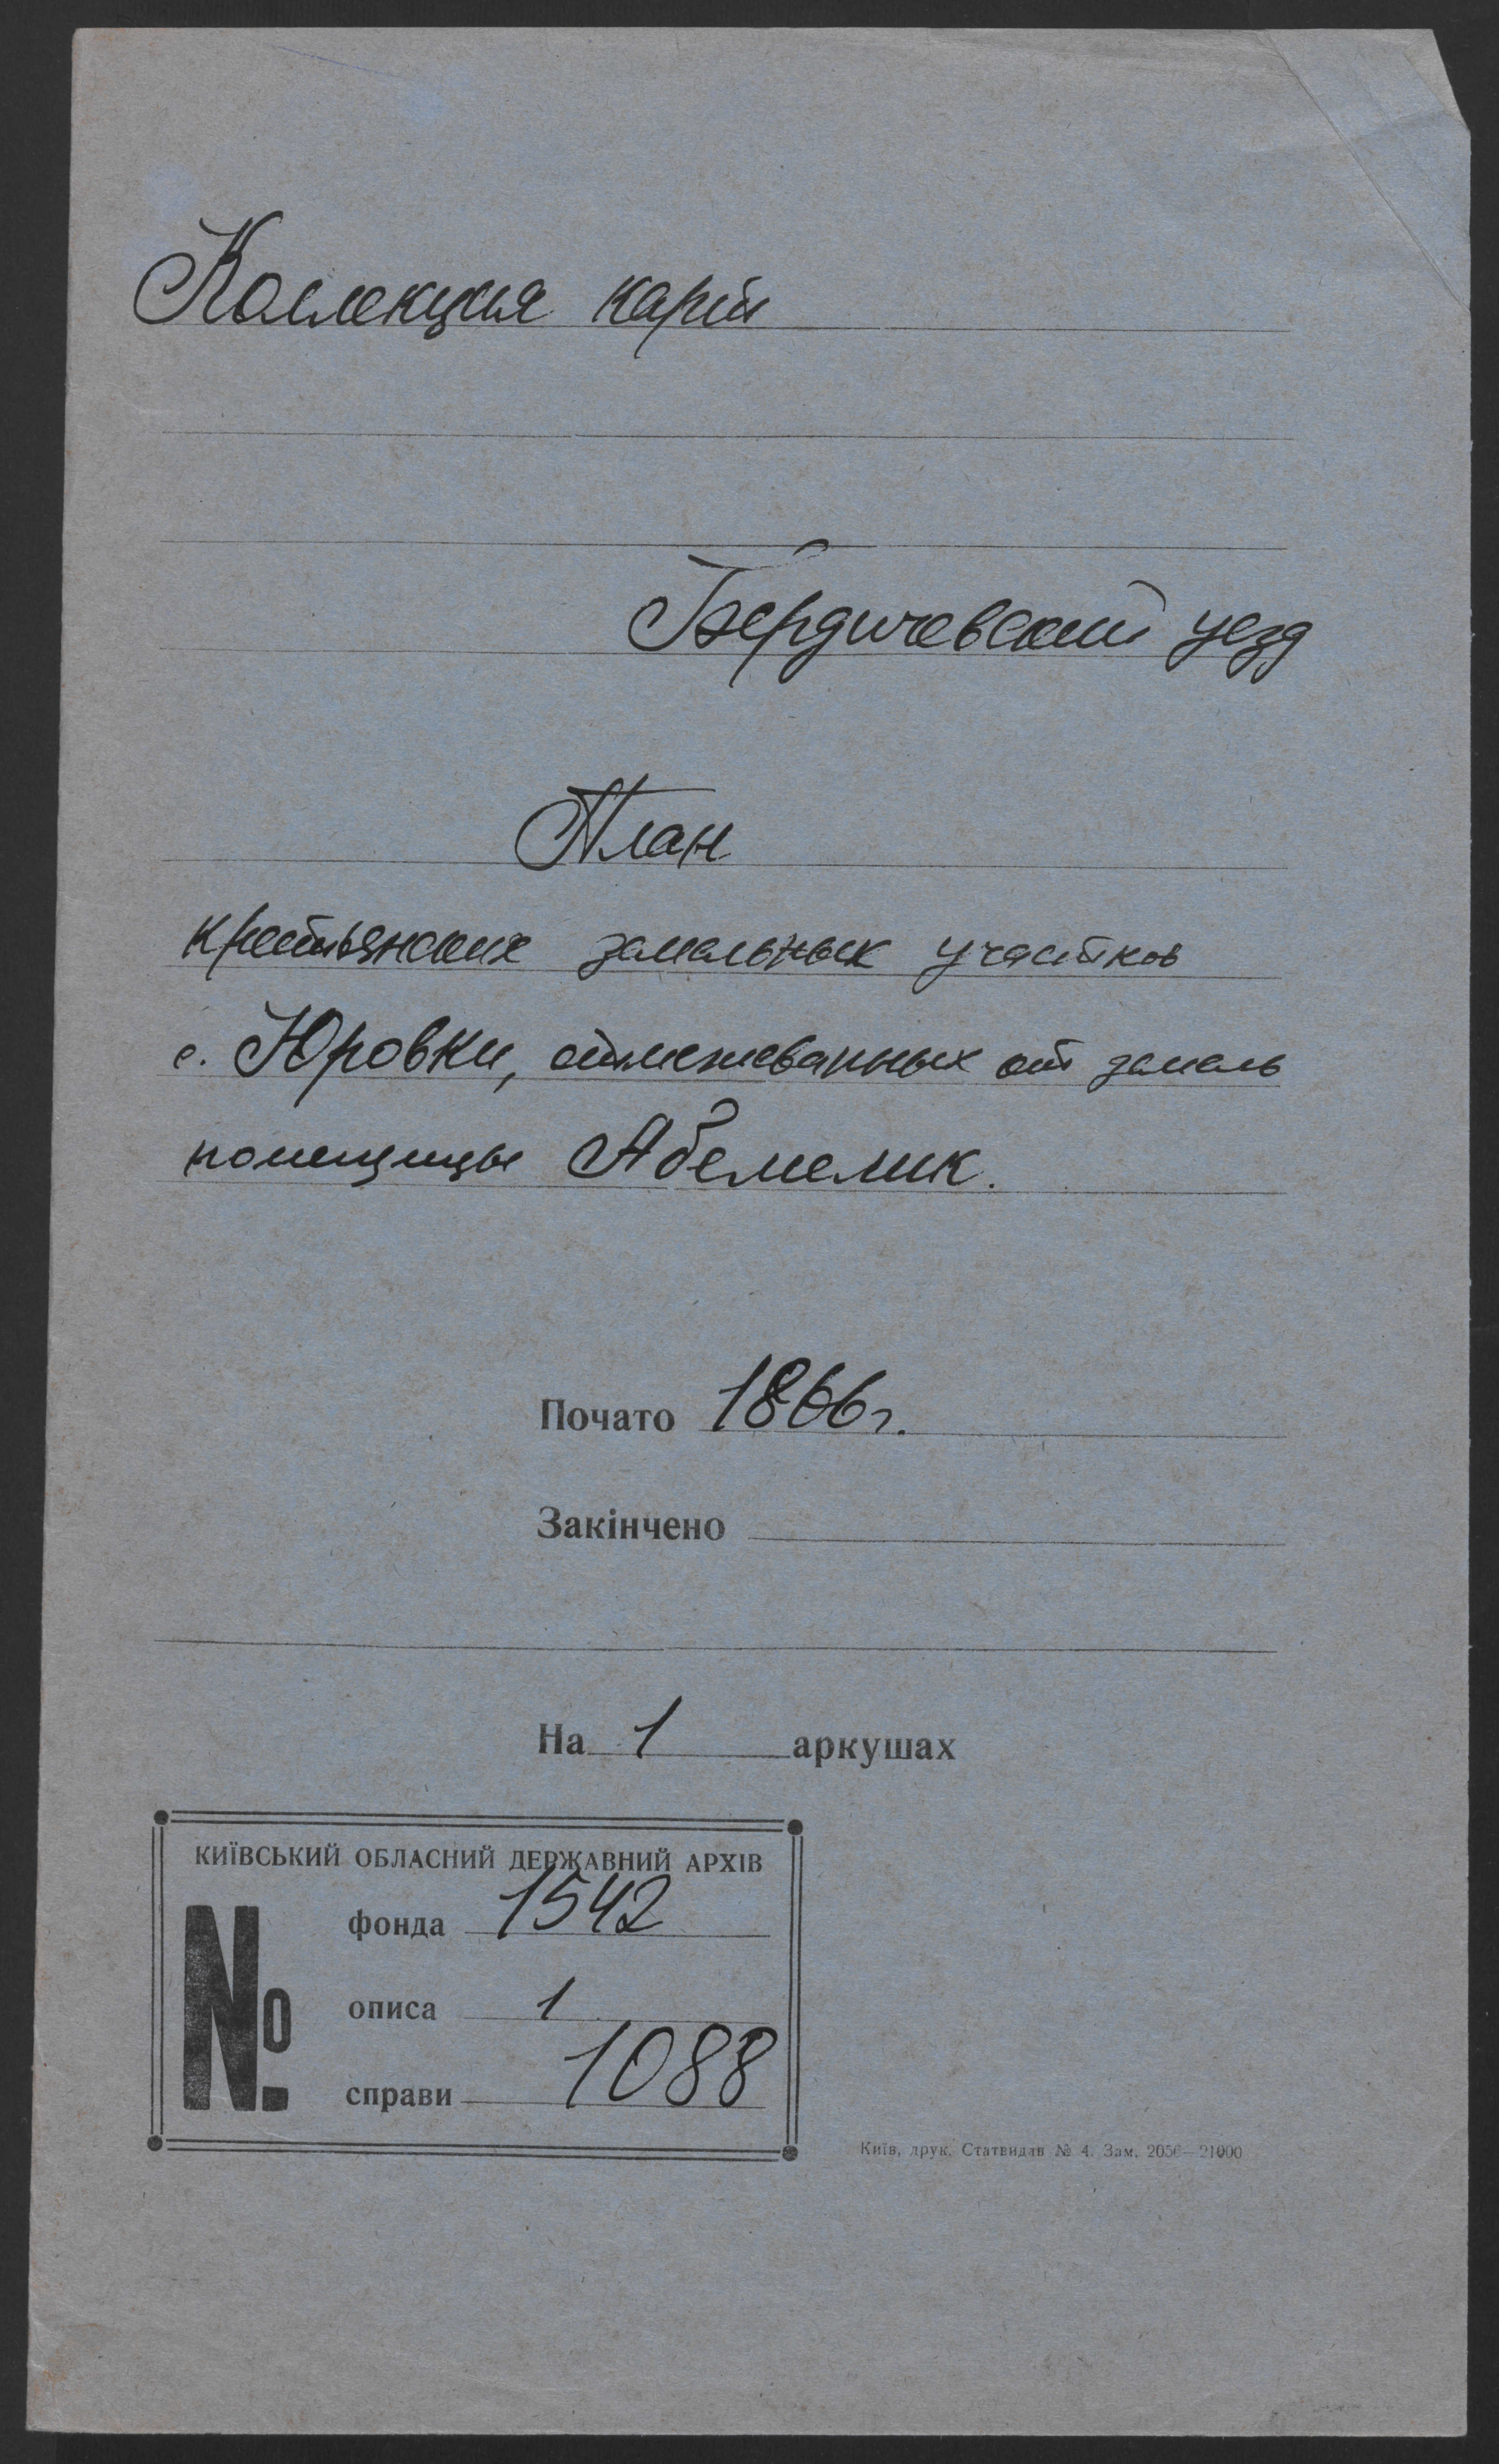 Коллекция карт
Бердичевский уезд
План
крестьянских земельных участков
с. Юровки, отмежеванных от земель
помещицы Абемелик.
Почато 1866 г.
Закінчено
На 1 аркушах
КИЇВСЬКИЙ ОБЛАСНИЙ ДЕРЖАВНИЙ АРХІВ
№
фонда 1542
описа 1
справи 1088
Київ, друк. Статвидав № 4. Зам. 2056—21000